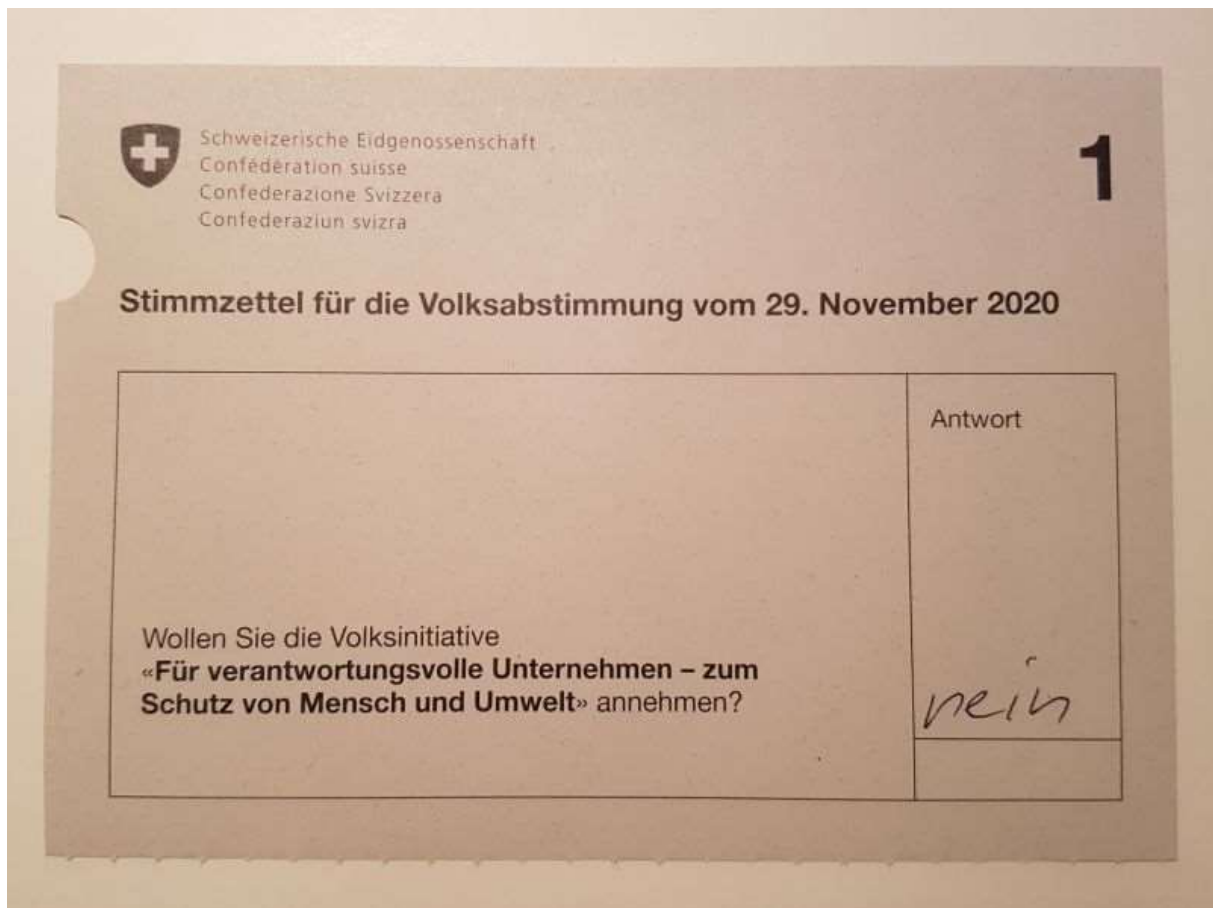 Schweizerische Eidgenossenschaft
Confédération suisse
Confederazione Svizzera
Confederaziun svizra
1
Stimmzettel für die Volksabstimmung vom 29. November 2020
Antwort
Wollen Sie die Volksinitiative
«Für verantwortungsvolle Unternehmen – zum
Schutz von Mensch und Umwelt» annehmen?
nein